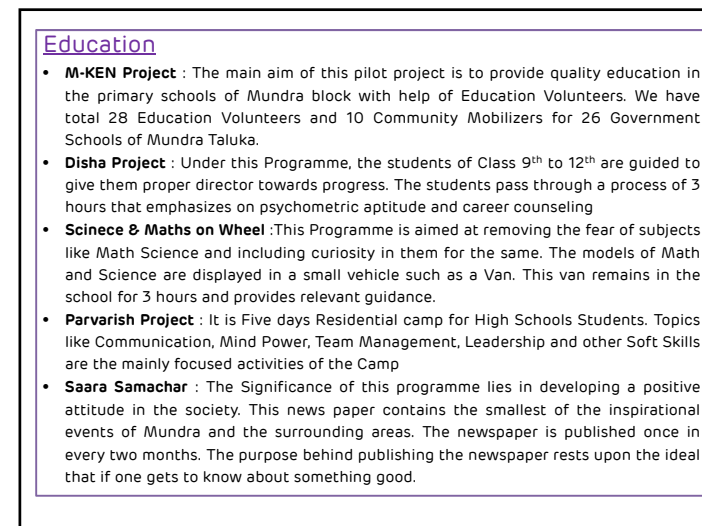 Education
• M-KEN Project : The main aim of this pilot project is to provide quality education in
the primary schools of Mundra block with help of Education Volunteers. We have
total 28 Education Volunteers and 10 Community Mobilizers for 26 Government
Schools of Mundra Taluka.
• Disha Project : Under this Programme, the students of Class 9th to 12th are guided to
give them proper director towards progress. The students pass through a process of 3
hours that emphasizes on psychometric aptitude and career counseling
• Scinece & Maths on Wheel :This Programme is aimed at removing the fear of subjects
like Math Science and including curiosity in them for the same. The models of Math
and Science are displayed in a small vehicle such as a Van. This van remains in the
school for 3 hours and provides relevant guidance.
• Parvarish Project : It is Five days Residential camp for High Schools Students. Topics
like Communication, Mind Power, Team Management, Leadership and other Soft Skills
are the mainly focused activities of the Camp
• Saara Samachar : The Significance of this programme lies in developing a positive
attitude in the society. This news paper contains the smallest of the inspirational
events of Mundra and the surrounding areas. The newspaper is published once in
every two months. The purpose behind publishing the newspaper rests upon the ideal
that if one gets to know about something good.